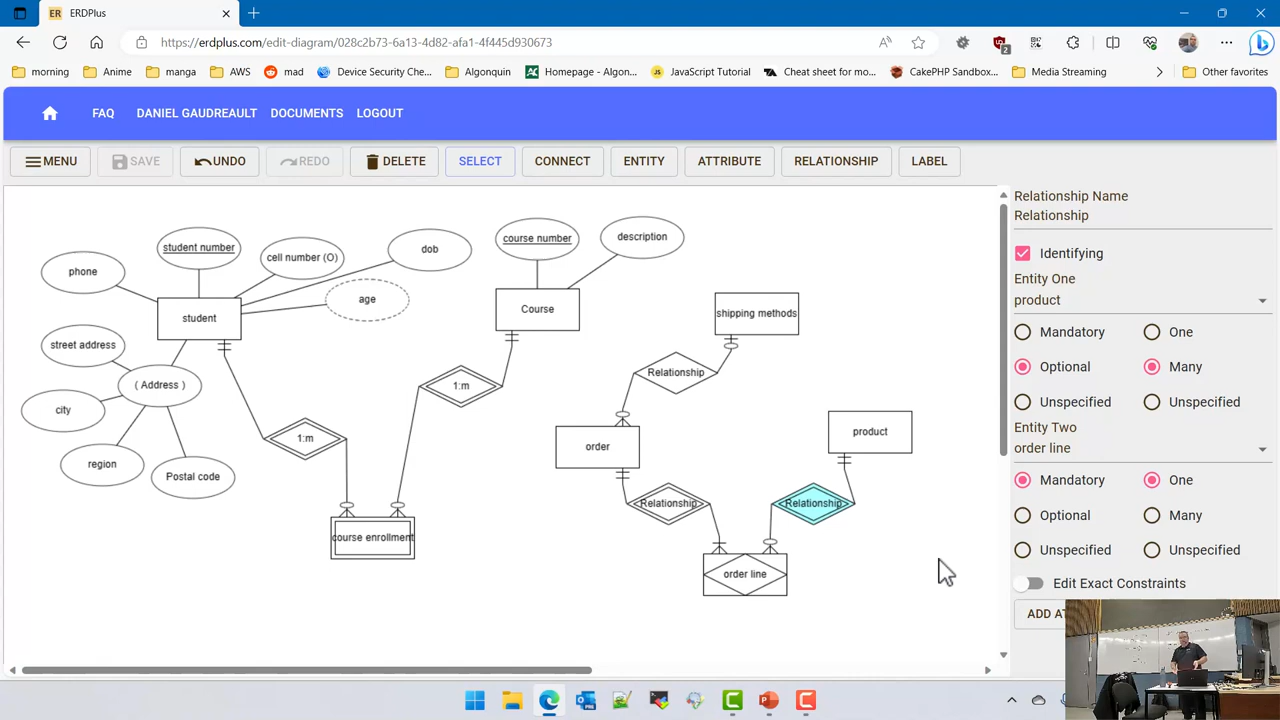 ERDPlus
https://erdplus.com/edit-diagram/028c2b73-6a13-4d82-afa1-4f445d930673
2
morning Anime manga AWS mad Device Security Che... Algonquin Homepage - Algon... JavaScript Tutorial Cheat sheet for mo... CakePHP Sandbox... Media Streaming Other favorites
FAQ DANIEL GAUDREAULT DOCUMENTS LOGOUT
MENU SAVE UNDO REDO DELETE SELECT CONNECT ENTITY ATTRIBUTE RELATIONSHIP LABEL
student number
cell number (O)
dob
phone
age
student
street address
( Address )
city
region
Postal code
1:m
course enrollment
course number
description
Course
1:m
shipping methods
Relationship
order
product
Relationship
Relationship
order line
Relationship Name
Relationship
Identifying
Entity One
product
Mandatory One
Optional Many
Unspecified Unspecified
Entity Two
order line
Mandatory One
Optional Many
Unspecified Unspecified
Edit Exact Constraints